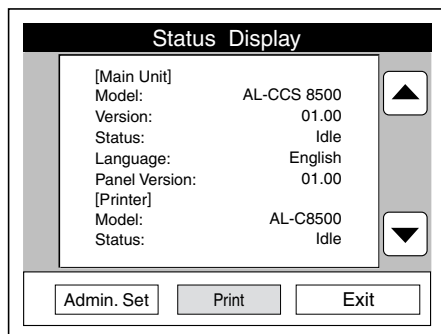 Status Display
[Main Unit]
Model: AL-CCS 8500
Version: 01.00
Status: Idle
Language: English
Panel Version: 01.00
[Printer]
Model: AL-C8500
Status: Idle
Admin. Set Print Exit